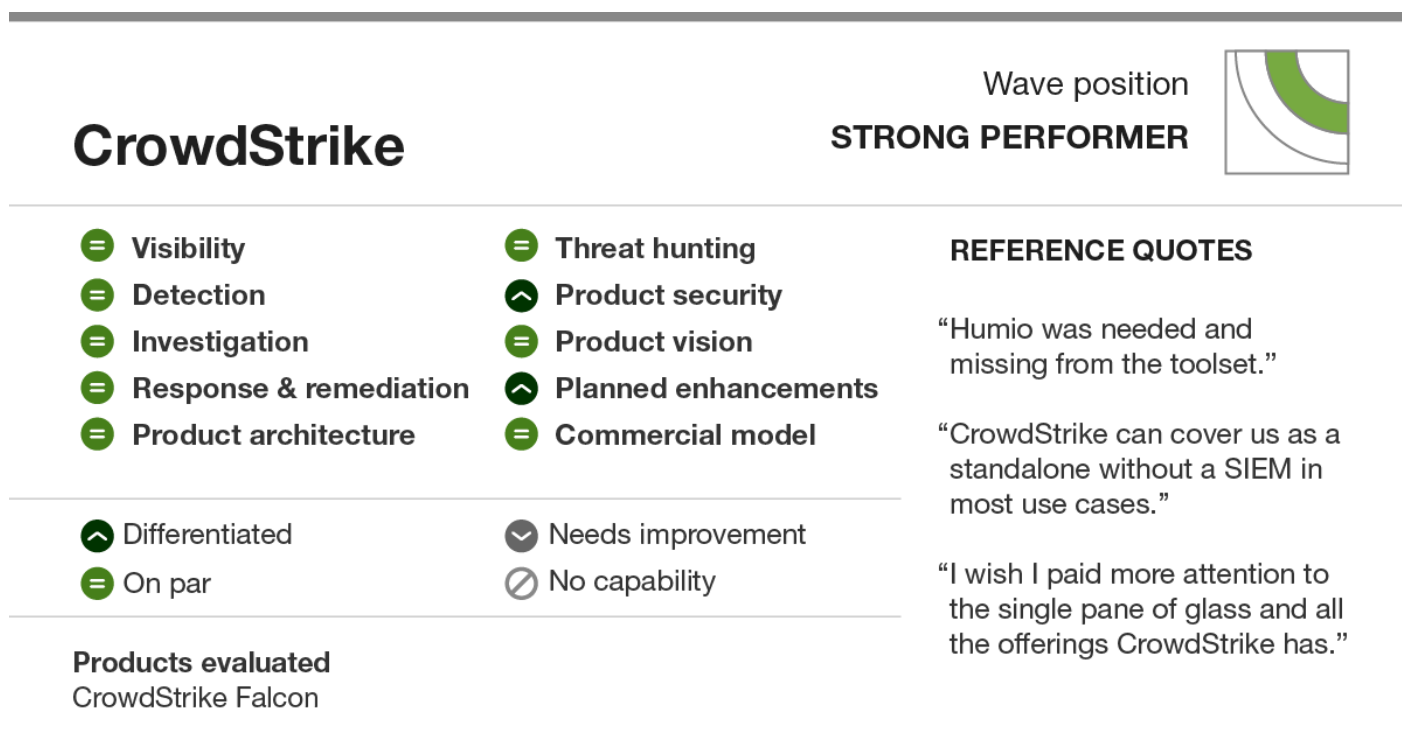 Wave position
CrowdStrike
STRONG PERFORMER
Visibility
Detection
Investigation
Response & remediation
Product architecture
Threat hunting
Product security
Product vision
Planned enhancements
Commercial model
Differentiated
On par
Needs improvement
No capability
Products evaluated
CrowdStrike Falcon
REFERENCE QUOTES
“Humio was needed and
missing from the toolset.”
“CrowdStrike can cover us as a
standalone without a SIEM in
most use cases.”
“I wish I paid more attention to
the single pane of glass and all
the offerings CrowdStrike has.”